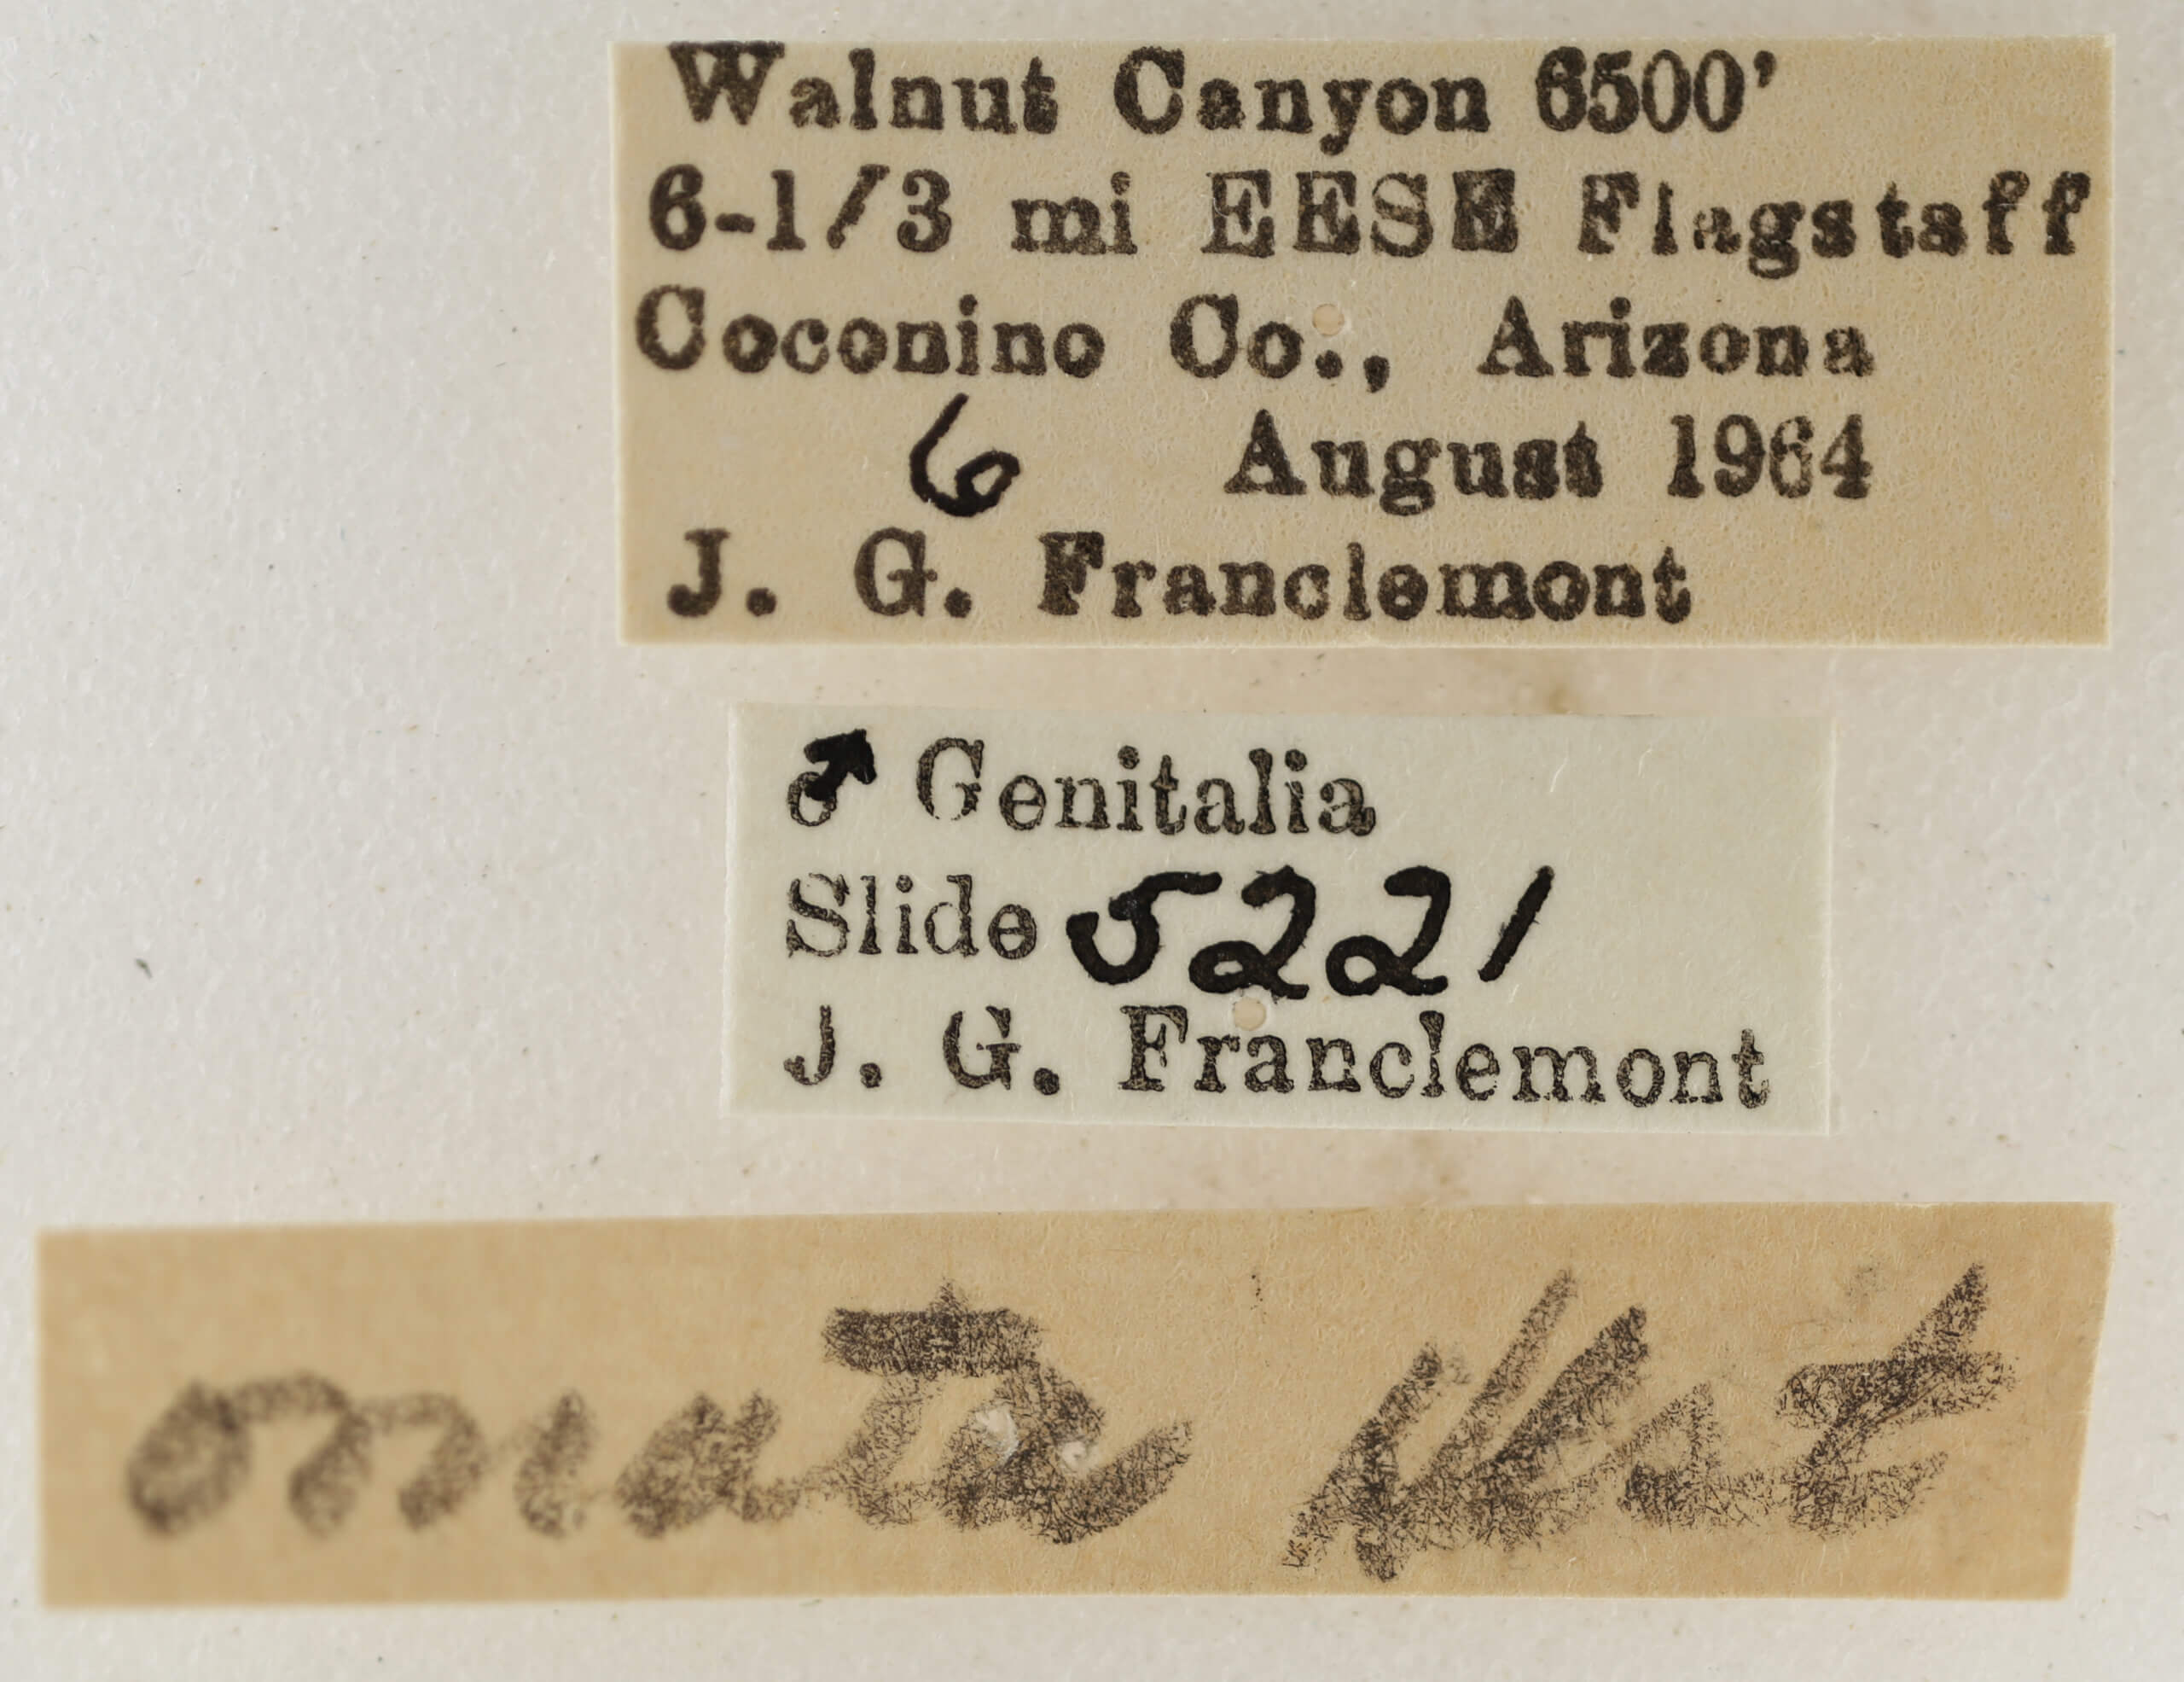 Walnut Canyon 6500'
6-1/3 mi EESE Flagstaff
Coconino Co., Arizona
6 August 1964
J. G. Franclemont
♂ Genitalia
Slide 5221
J. G. Franclemont